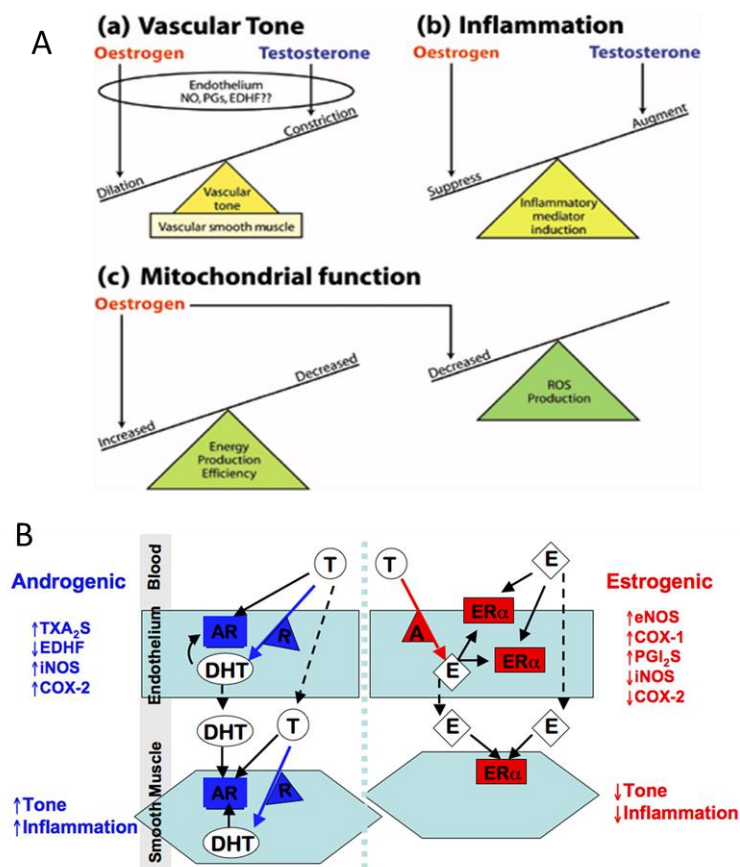 A
(a) Vascular Tone
Oestrogen
Testosterone
Endothelium
NO, PGs, EDHF??
Constriction
Dilation
Vascular
tone
Vascular smooth muscle
(b) Inflammation
Oestrogen
Testosterone
Augment
Suppress
Inflammatory
mediator
induction
(c) Mitochondrial function
Oestrogen
Decreased
Increased
Energy
Production
Efficiency
Decreased
ROS
Production
B
Androgenic
↑TXA₂S
↓EDHF
↑iNOS
↑COX-2
↑Tone
↑Inflammation
Blood
Endothelium
Smooth Muscle
T
AR
R
DHT
DHT
T
AR
R
DHT
T
E
A
ERα
E
ERα
E
E
ERα
Estrogenic
↑eNOS
↑COX-1
↑PGI₂S
↓iNOS
↓COX-2
↓Tone
↓Inflammation